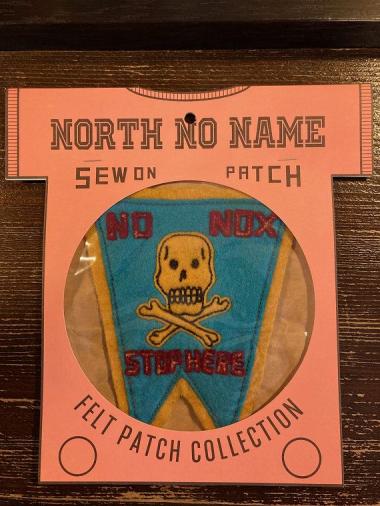 NORTH NO NAME
SEW ON PATCH
NO NOX
STOP HERE
FELT PATCH COLLECTION